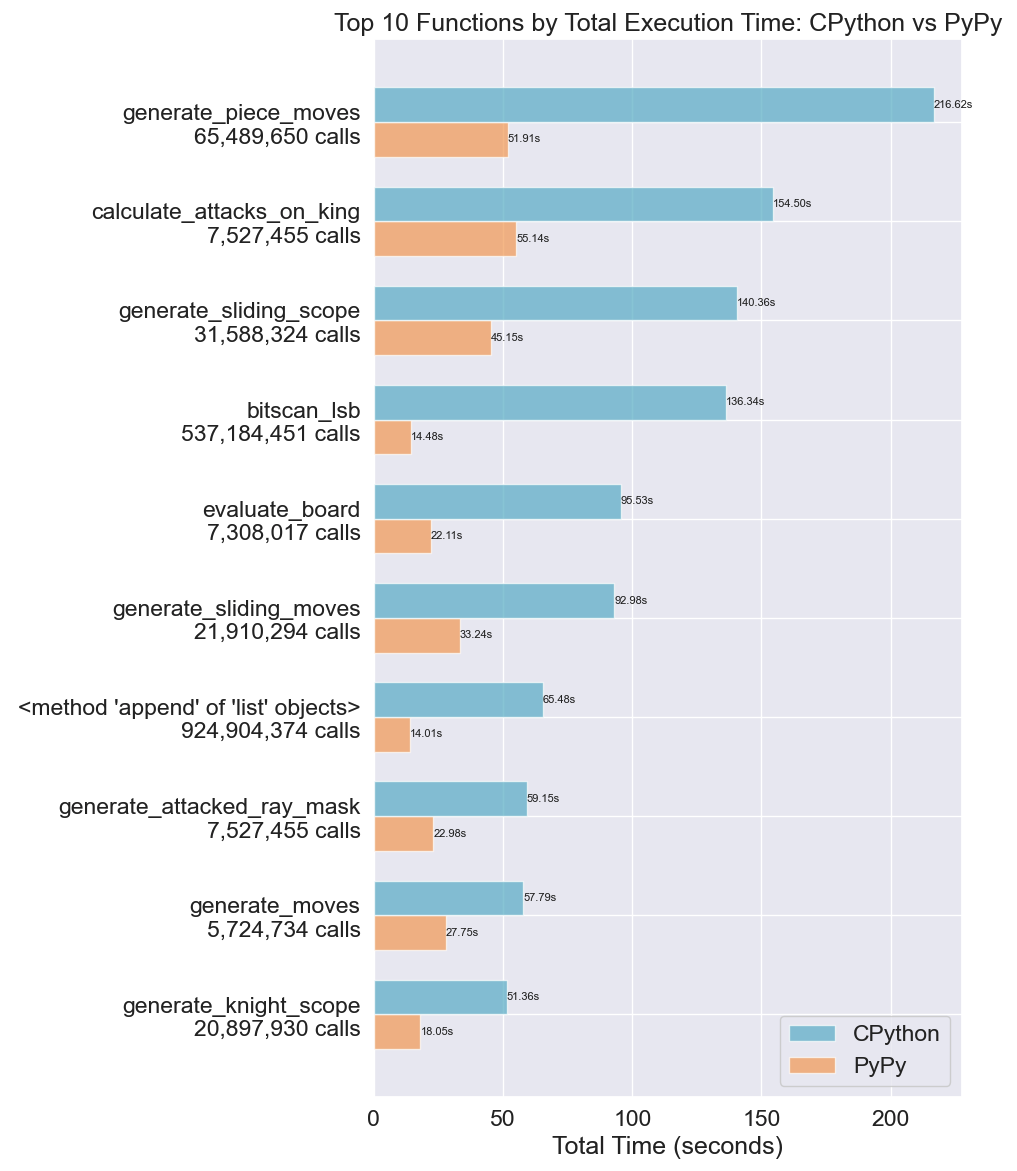 Top 10 Functions by Total Execution Time: CPython vs PyPy
generate_piece_moves
65,489,650 calls
216.62s
51.91s
calculate_attacks_on_king
7,527,455 calls
154.50s
55.14s
generate_sliding_scope
31,588,324 calls
140.36s
45.15s
bitscan_lsb
537,184,451 calls
136.34s
14.48s
evaluate_board
7,308,017 calls
95.53s
22.11s
generate_sliding_moves
21,910,294 calls
92.98s
33.24s
<method 'append' of 'list' objects>
924,904,374 calls
65.48s
14.01s
generate_attacked_ray_mask
7,527,455 calls
59.15s
22.98s
generate_moves
5,724,734 calls
57.79s
27.75s
generate_knight_scope
20,897,930 calls
51.36s
18.05s
CPython
PyPy
0 50 100 150 200
Total Time (seconds)